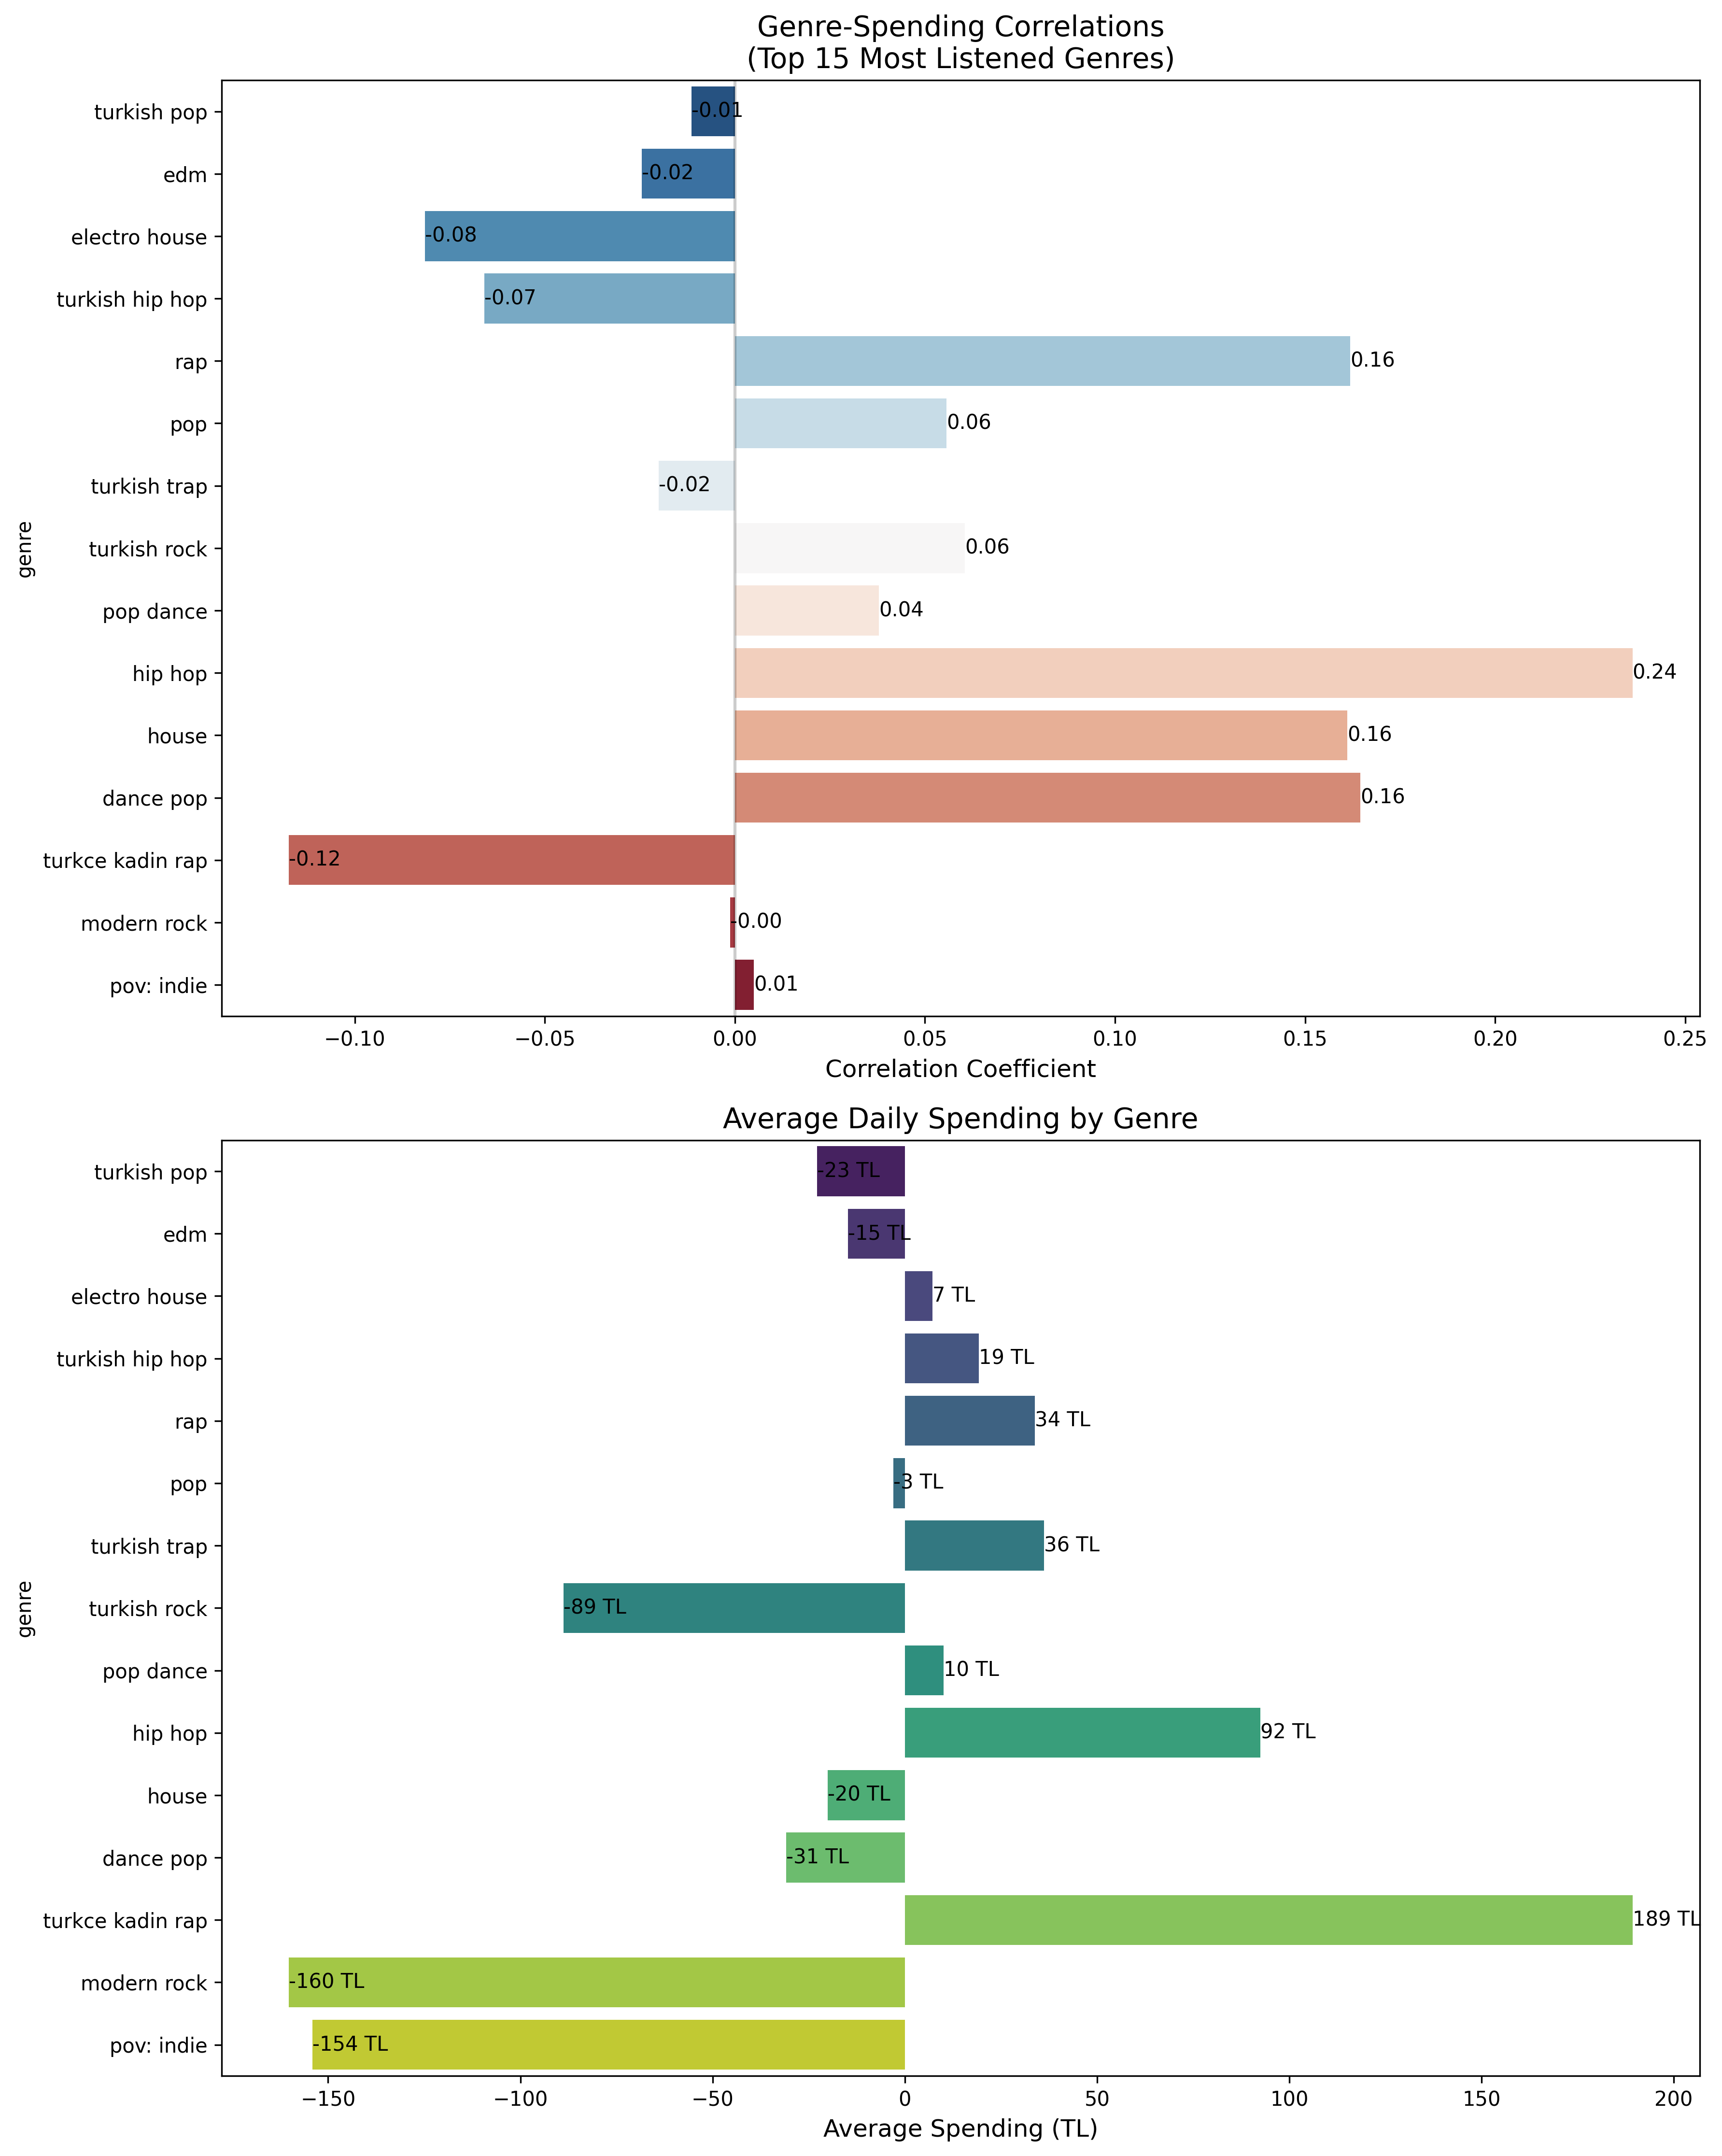 Genre-Spending Correlations
(Top 15 Most Listened Genres)
genre
turkish pop -0.01
edm -0.02
electro house -0.08
turkish hip hop -0.07
rap 0.16
pop 0.06
turkish trap -0.02
turkish rock 0.06
pop dance 0.04
hip hop 0.24
house 0.16
dance pop 0.16
turkce kadin rap -0.12
modern rock -0.00
pov: indie 0.01
−0.10 −0.05 0.00 0.05 0.10 0.15 0.20 0.25
Correlation Coefficient
Average Daily Spending by Genre
genre
turkish pop -23 TL
edm -15 TL
electro house 7 TL
turkish hip hop 19 TL
rap 34 TL
pop -3 TL
turkish trap 36 TL
turkish rock -89 TL
pop dance 10 TL
hip hop 92 TL
house -20 TL
dance pop -31 TL
turkce kadin rap 189 TL
modern rock -160 TL
pov: indie -154 TL
−150 −100 −50 0 50 100 150 200
Average Spending (TL)